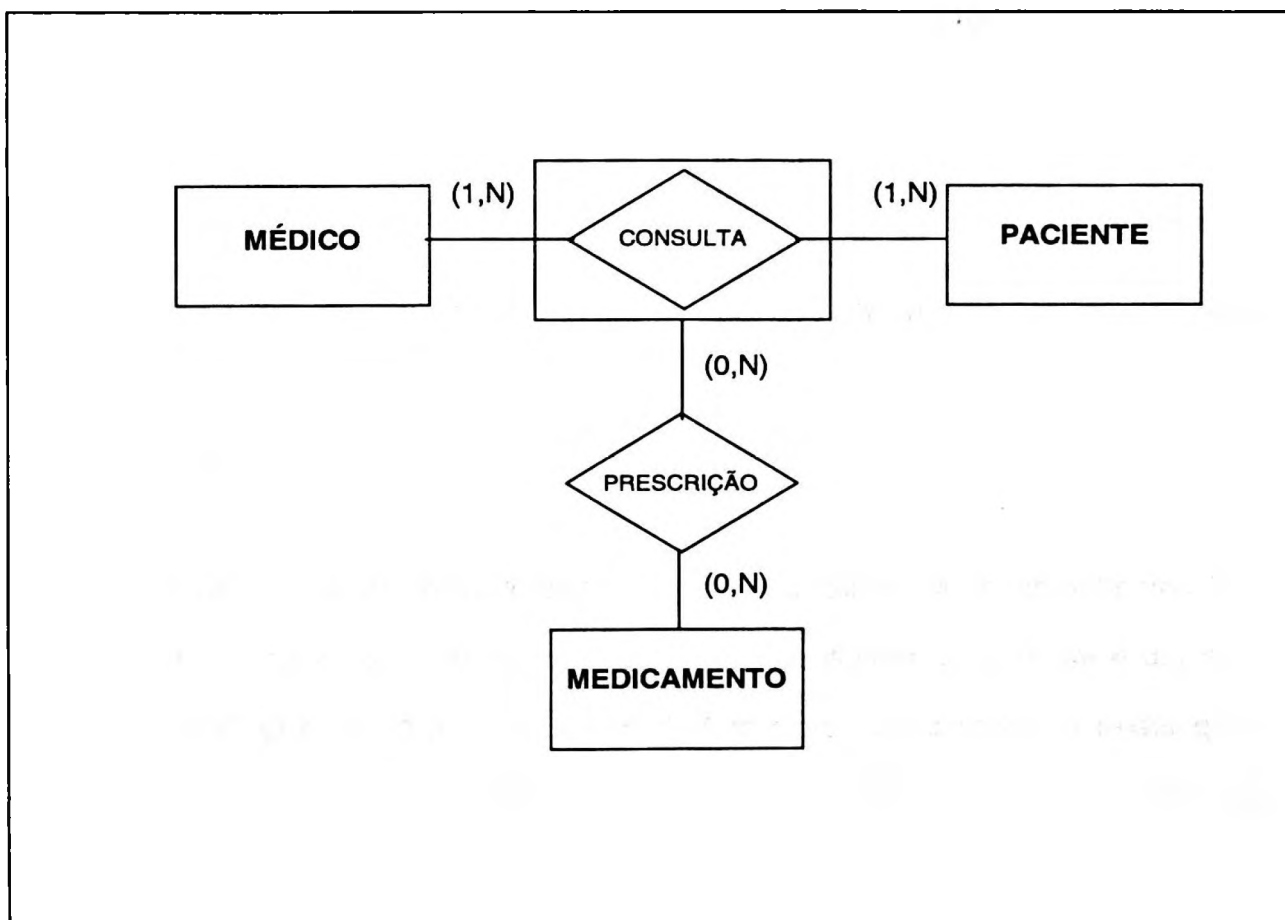 (1,N)
(1,N)
MÉDICO
CONSULTA
PACIENTE
(0,N)
PRESCRIÇÃO
(0,N)
MEDICAMENTO